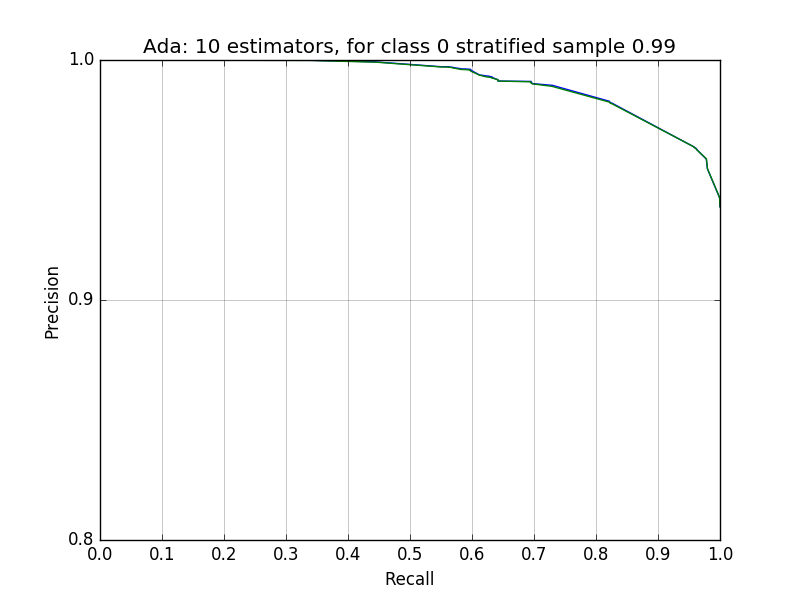 Ada: 10 estimators, for class 0 stratified sample 0.99
1.0
0.9
0.8
Precision
0.0 0.1 0.2 0.3 0.4 0.5 0.6 0.7 0.8 0.9 1.0
Recall